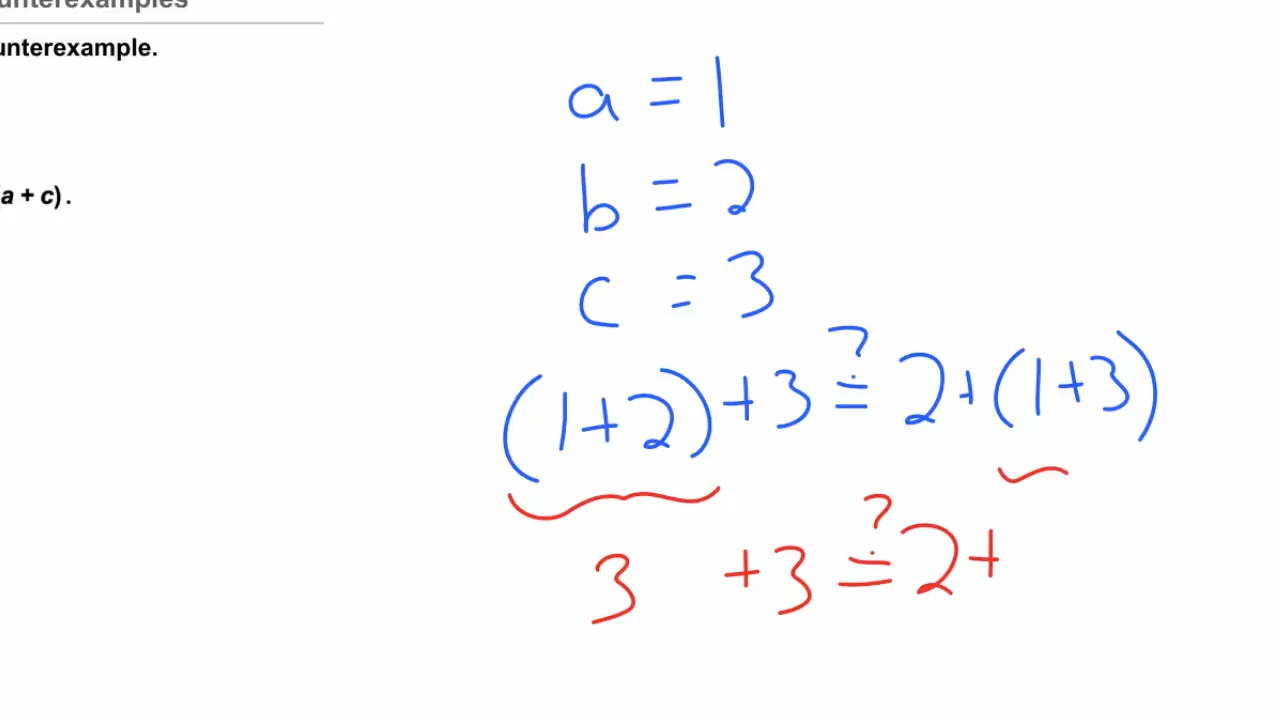 unterexamples
unterexample.
a = 1
b = 2
(a + c).
c = 3
(1+2)+3 ≟ 2+(1+3)
3 +3 ≟ 2+